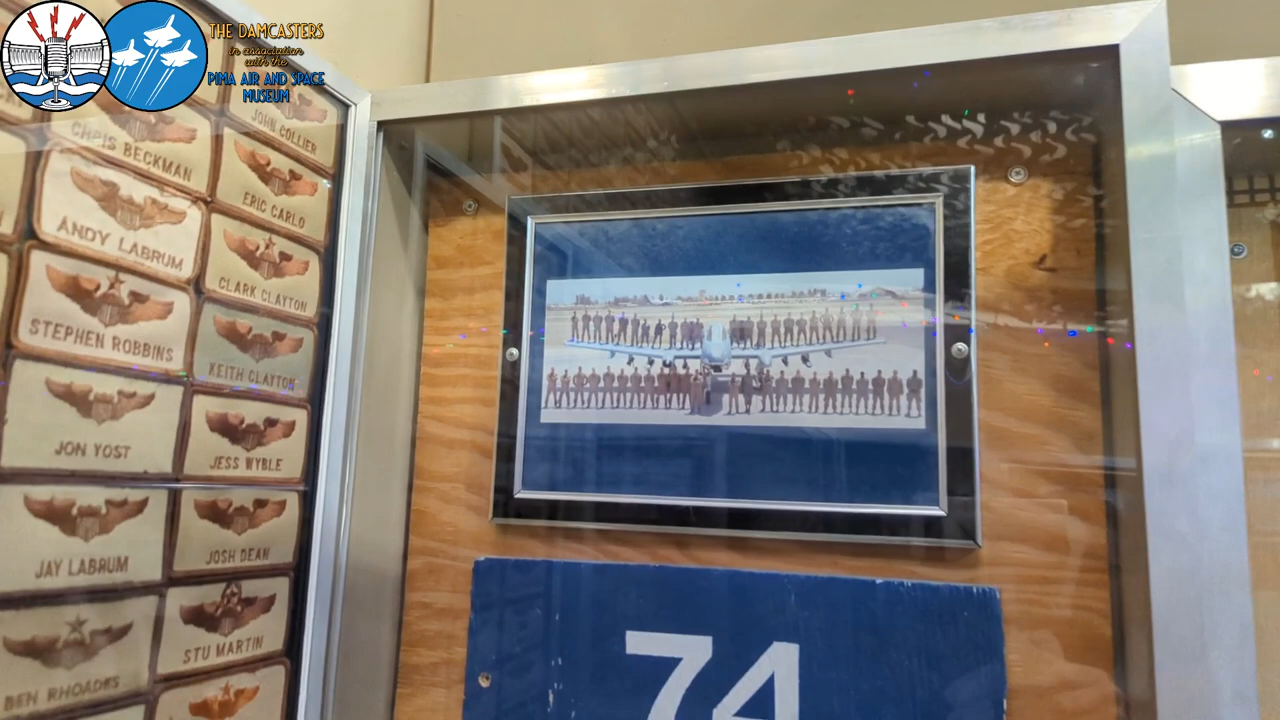 THE DAMCASTERS
in association
with the
PIMA AIR AND SPACE
MUSEUM
JOHN COLLIER
CHRIS BECKMAN
ERIC CARLO
ANDY LABRUM
CLARK CLAYTON
STEPHEN ROBBINS
KEITH CLAYTON
JON YOST
JESS WYBLE
JAY LABRUM
JOSH DEAN
STU MARTIN
BEN RHOADES
74